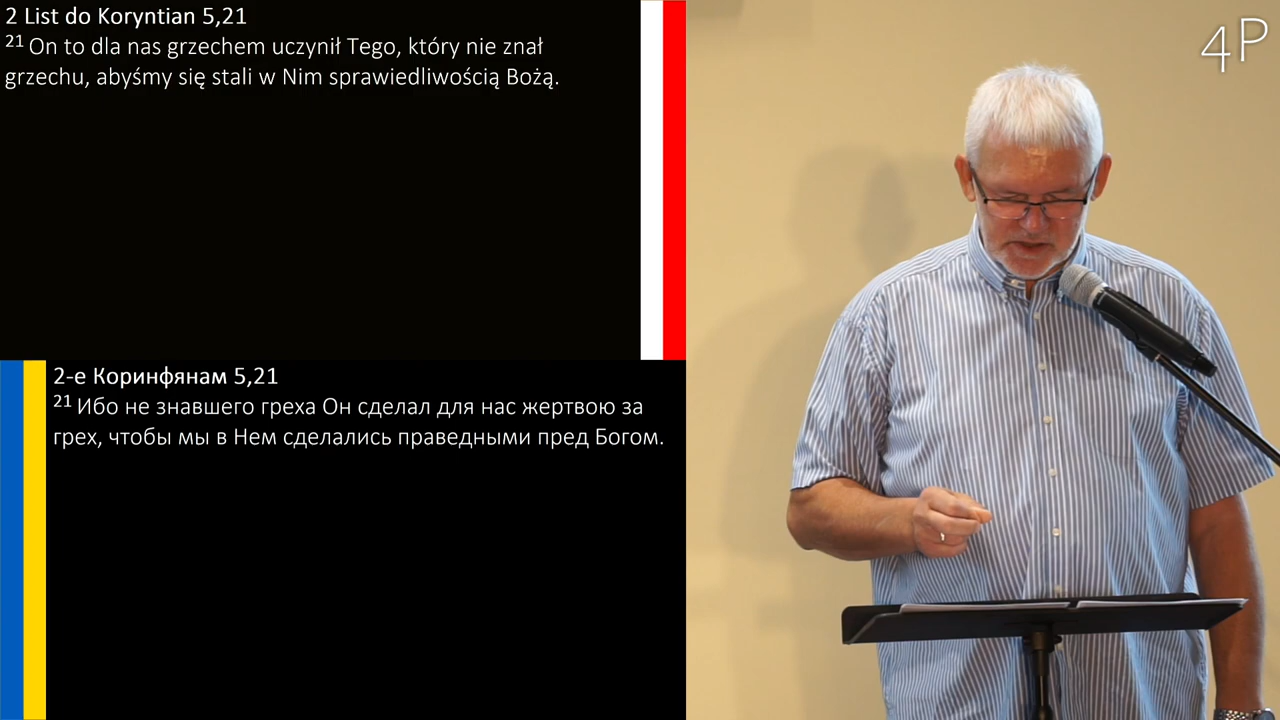 2 List do Koryntian 5,21
21 On to dla nas grzechem uczynił Tego, który nie znał
grzechu, abyśmy się stali w Nim sprawiedliwością Bożą.
4P
2-е Коринфянам 5,21
21 Ибо не знавшего греха Он сделал для нас жертвою за
грех, чтобы мы в Нем сделались праведными пред Богом.